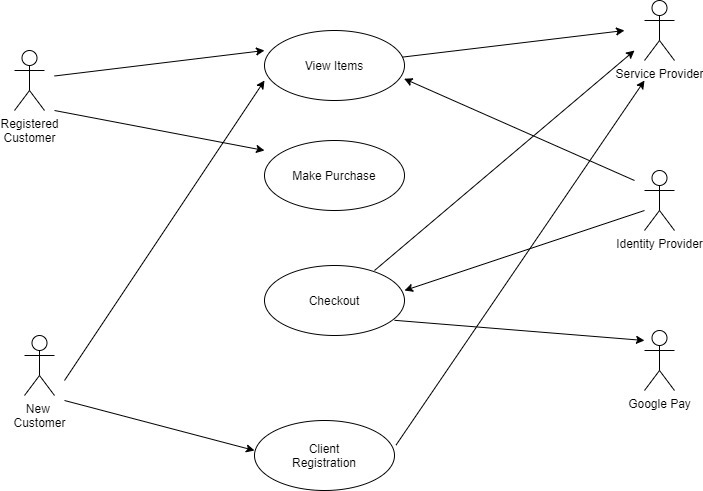 View Items
Service Provider
Registered
Customer
Make Purchase
Identity Provider
Checkout
Google Pay
New
Customer
Client
Registration